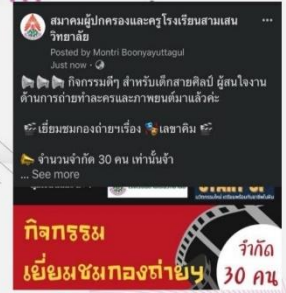 สมาคมผู้ปกครองและครูโรงเรียนสามเสน
วิทยาลัย
Posted by Montri Boonyayuttagul
Just now
กิจกรรมดีๆ สำหรับเด็กสายศิลป์ ผู้สนใจงาน
ด้านการถ่ายทำละครและภาพยนต์มาแล้วค่ะ
เยี่ยมชมกองถ่ายฯเรื่อง เลขาคิม
จำนวนจำกัด 30 คน เท่านั้นจ้า
... See more
START UP
กิจกรรม
เยี่ยมชมกองถ่ายฯ
จำกัด
30 คน